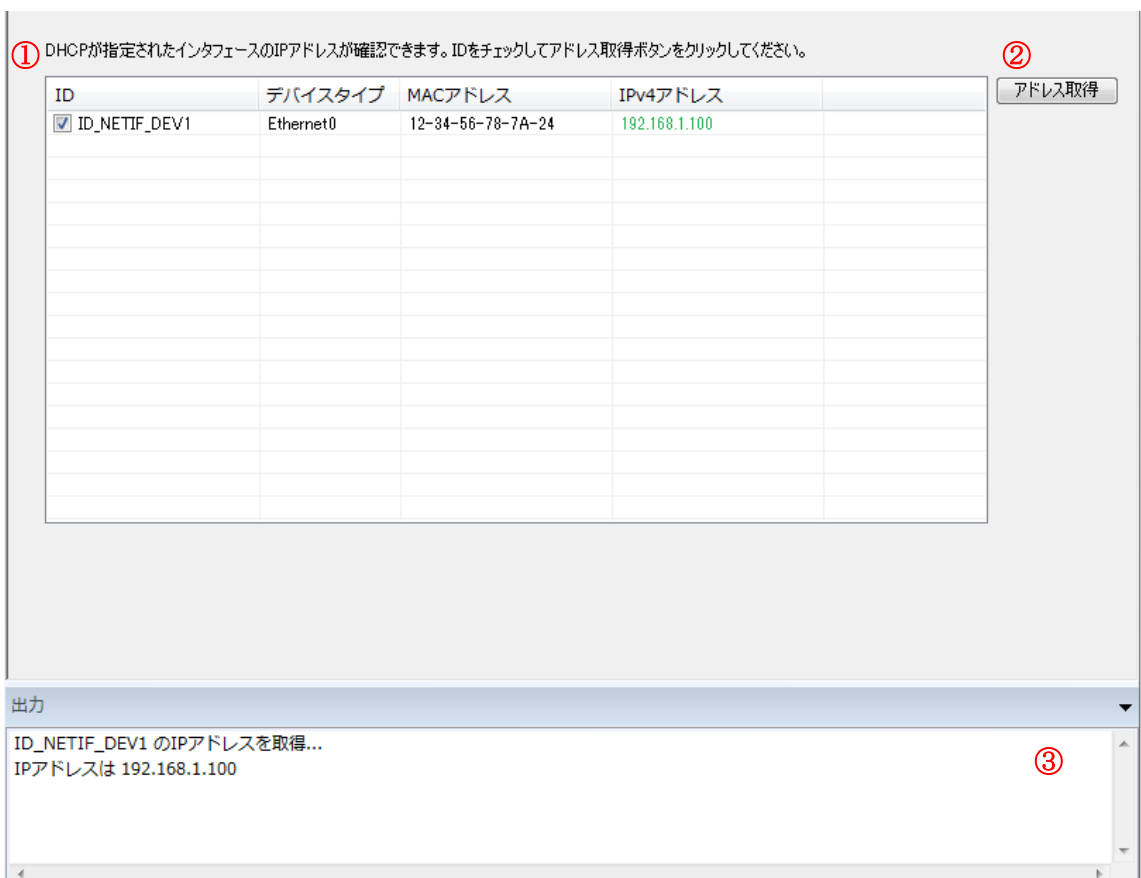 ① DHCPが指定されたインタフェースのIPアドレスが確認できます。IDをチェックしてアドレス取得ボタンをクリックしてください。
②
アドレス取得
ID デバイスタイプ MACアドレス IPv4アドレス
ID_NETIF_DEV1 Ethernet0 12-34-56-78-7A-24 192.168.1.100
出力
ID_NETIF_DEV1 のIPアドレスを取得...
IPアドレスは 192.168.1.100
③